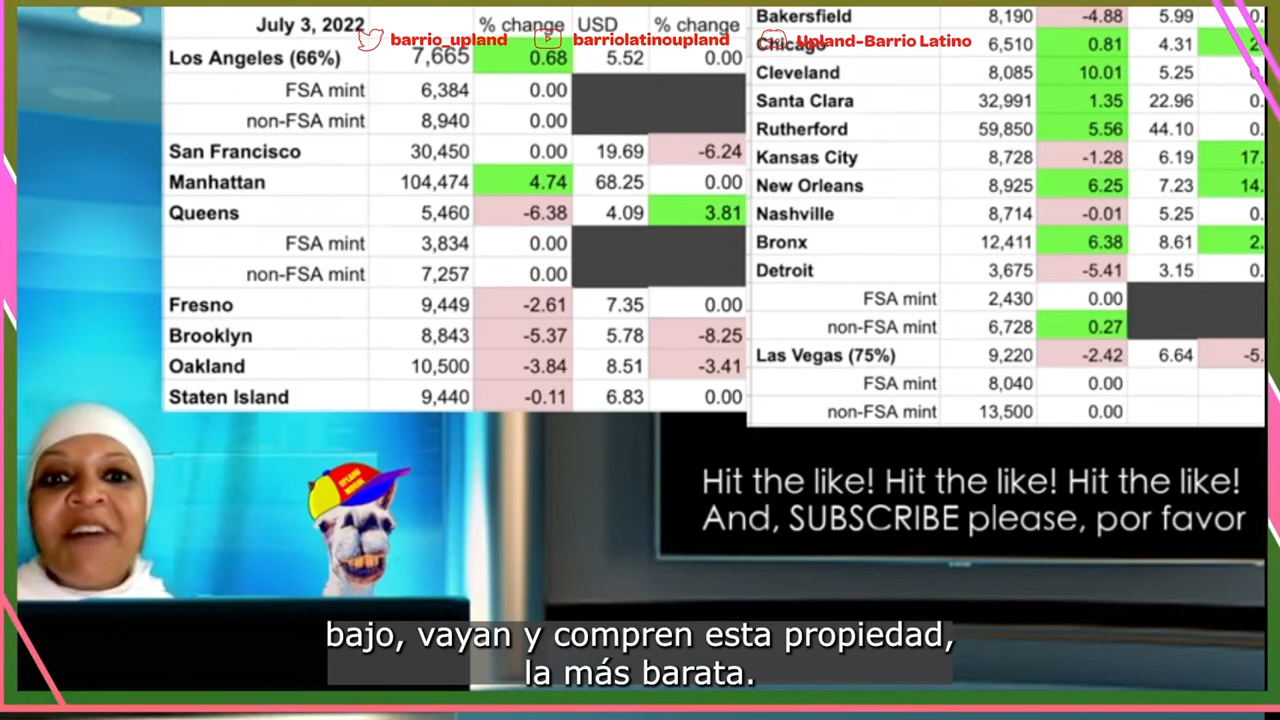 July 3, 2022 % change USD % change
barrio_upland barriolatinoupland Upland-Barrio Latino
Los Angeles (66%) 7,665 0.68 5.52 0.00
FSA mint 6,384 0.00
non-FSA mint 8,940 0.00
San Francisco 30,450 0.00 19.69 -6.24
Manhattan 104,474 4.74 68.25 0.00
Queens 5,460 -6.38 4.09 3.81
FSA mint 3,834 0.00
non-FSA mint 7,257 0.00
Fresno 9,449 -2.61 7.35 0.00
Brooklyn 8,843 -5.37 5.78 -8.25
Oakland 10,500 -3.84 8.51 -3.41
Staten Island 9,440 -0.11 6.83 0.00
Bakersfield 8,190 -4.88 5.99 0.
Chicago 6,510 0.81 4.31 2
Cleveland 8,085 10.01 5.25
Santa Clara 32,991 1.35 22.96 0.
Rutherford 59,850 5.56 44.10 0.
Kansas City 8,728 -1.28 6.19 17.
New Orleans 8,925 6.25 7.23 14.
Nashville 8,714 -0.01 5.25 0.
Bronx 12,411 6.38 8.61 2.
Detroit 3,675 -5.41 3.15 0.
FSA mint 2,430 0.00
non-FSA mint 6,728 0.27
Las Vegas (75%) 9,220 -2.42 6.64 -5.
FSA mint 8,040 0.00
non-FSA mint 13,500 0.00
Hit the like! Hit the like! Hit the like!
And, SUBSCRIBE please, por favor
bajo, vayan y compren esta propiedad,
la más barata.